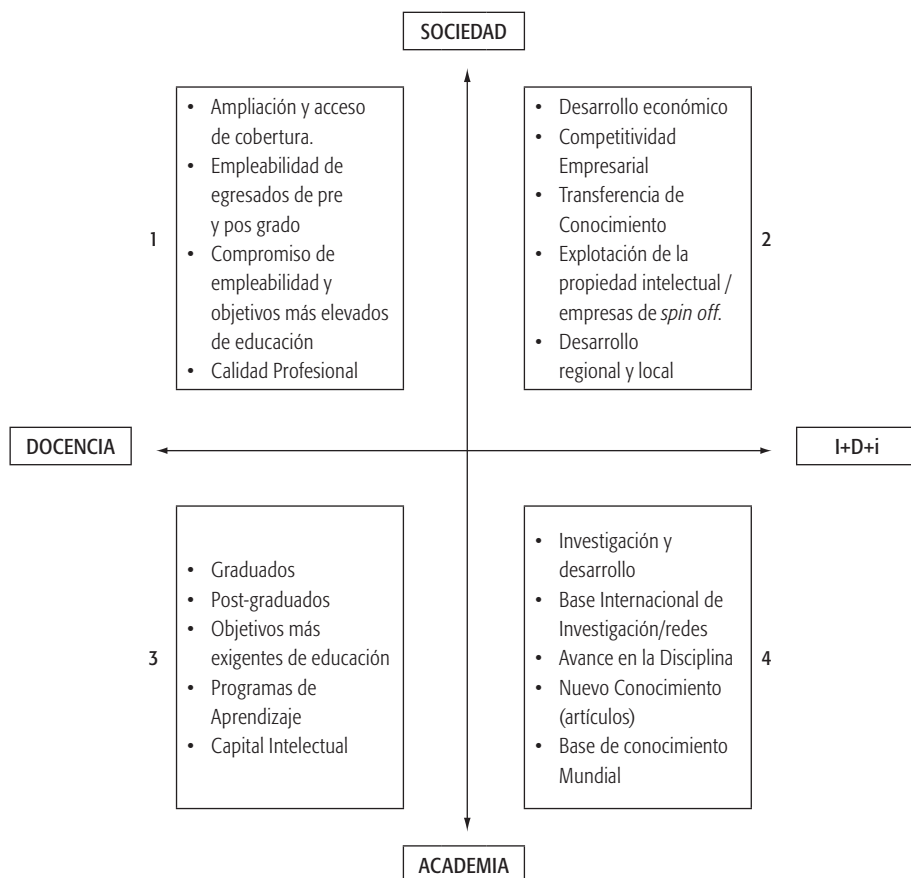 SOCIEDAD
• Ampliación y acceso
de cobertura.
• Empleabilidad de
egresados de pre
y pos grado
• Compromiso de
empleabilidad y
objetivos más elevados
de educación
• Calidad Profesional
1
• Desarrollo económico
• Competitividad
Empresarial
• Transferencia de
Conocimiento
• Explotación de la
propiedad intelectual /
empresas de spin off.
• Desarrollo
regional y local
2
DOCENCIA
I+D+i
• Graduados
• Post-graduados
• Objetivos más
exigentes de educación
• Programas de
Aprendizaje
• Capital Intelectual
3
• Investigación y
desarrollo
• Base Internacional de
Investigación/redes
• Avance en la Disciplina
• Nuevo Conocimiento
(artículos)
• Base de conocimiento
Mundial
4
ACADEMIA